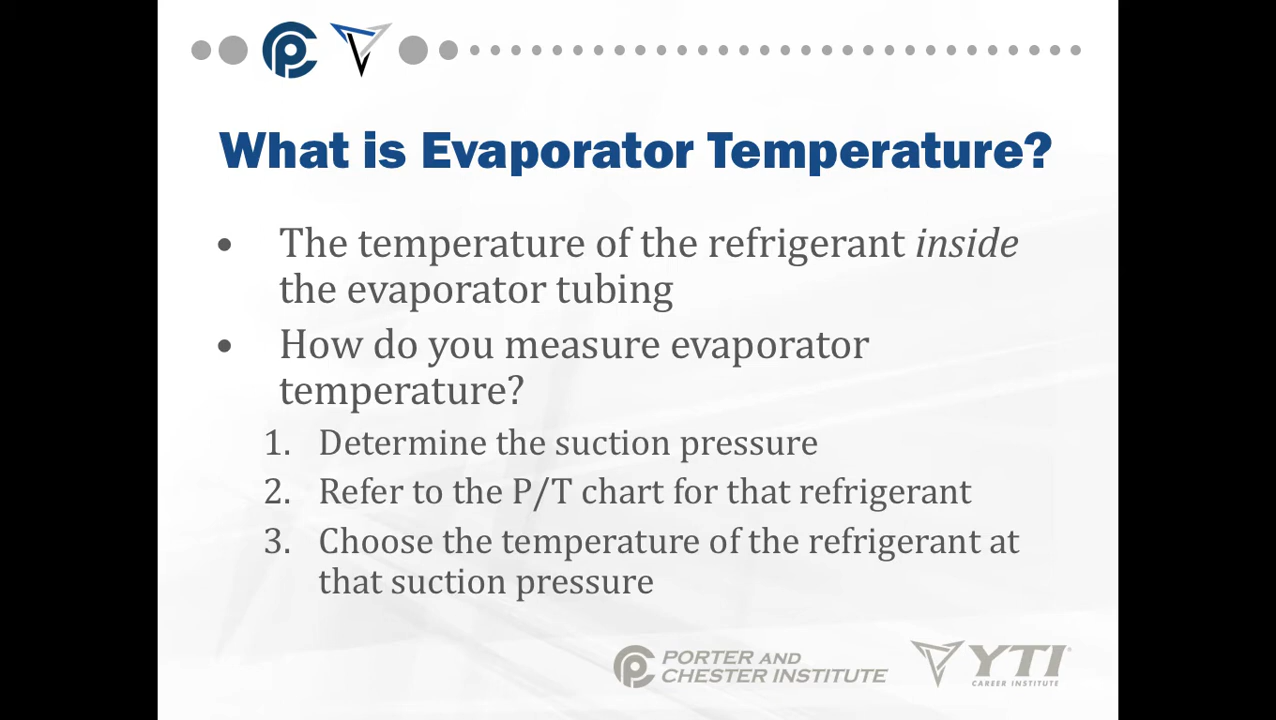 What is Evaporator Temperature?
• The temperature of the refrigerant inside
the evaporator tubing
• How do you measure evaporator
temperature?
1. Determine the suction pressure
2. Refer to the P/T chart for that refrigerant
3. Choose the temperature of the refrigerant at
that suction pressure
PORTER AND
CHESTER INSTITUTE
YTI®
CAREER INSTITUTE